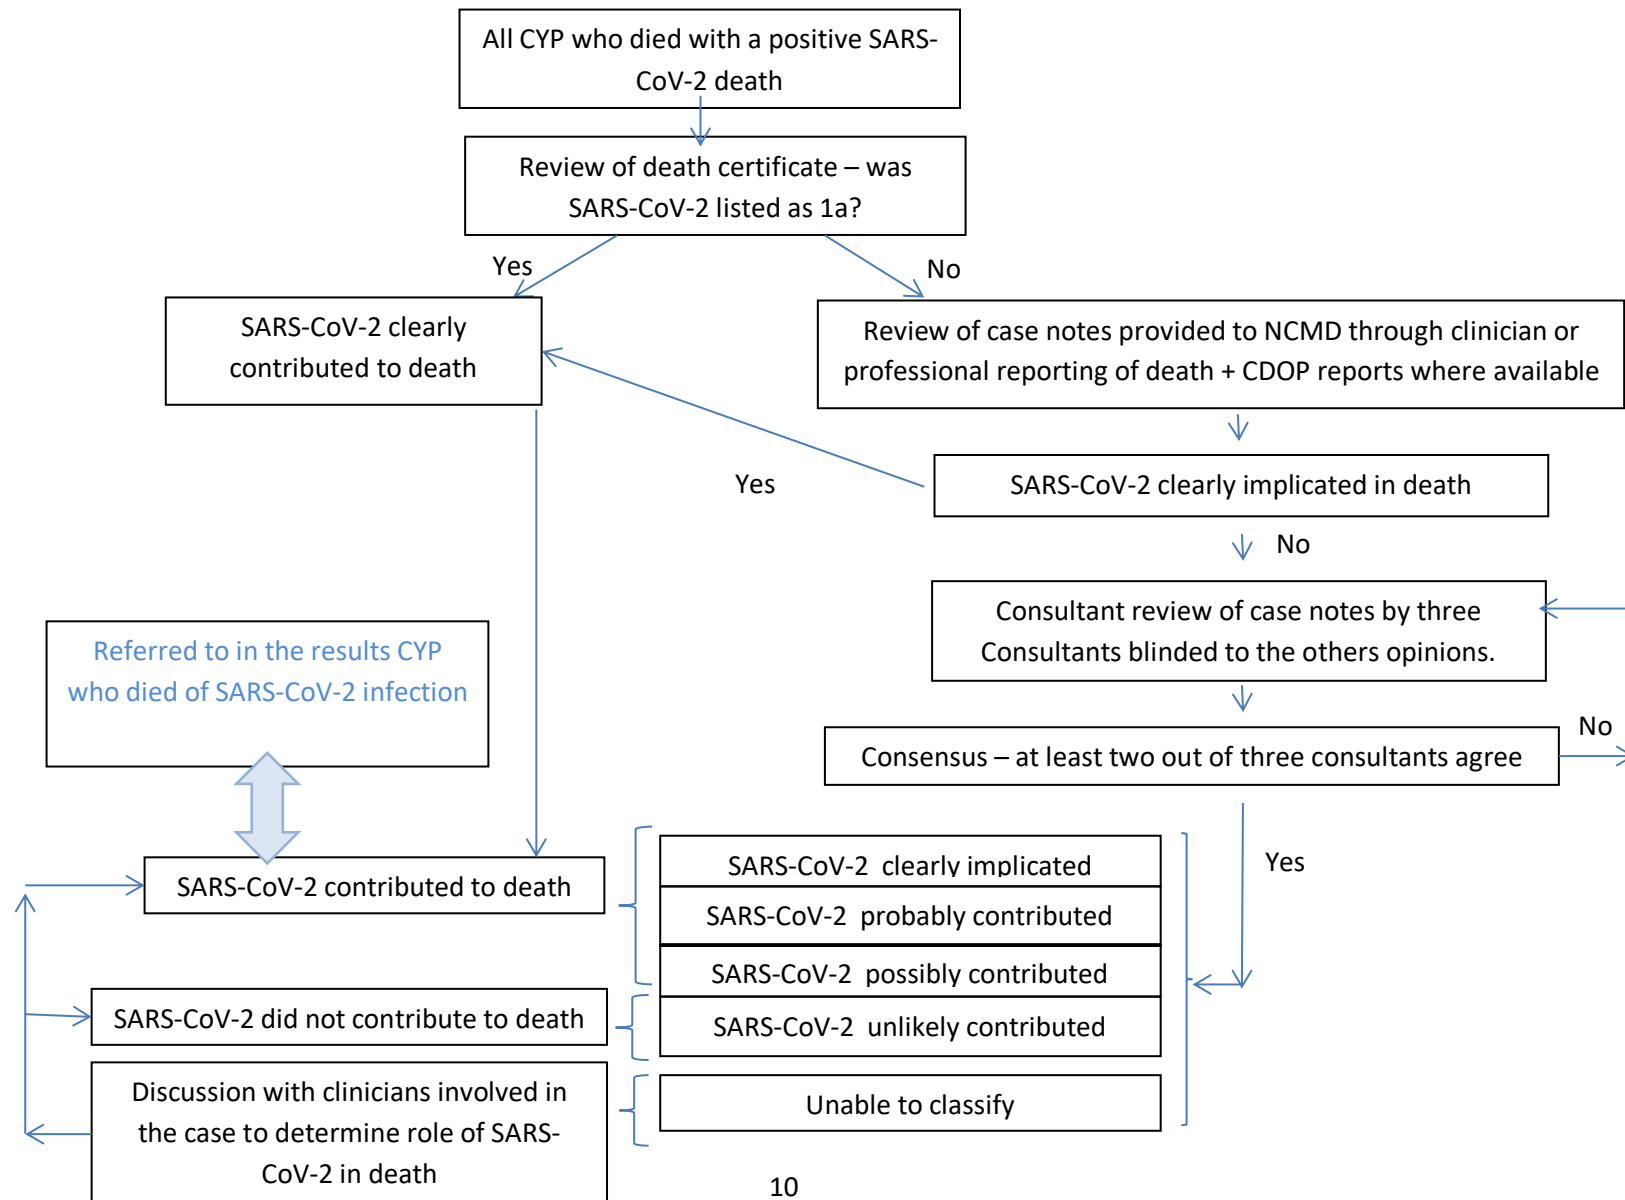 All CYP who died with a positive SARS-
CoV-2 death
Review of death certificate – was
SARS-CoV-2 listed as 1a?
Yes
No
SARS-CoV-2 clearly
contributed to death
Review of case notes provided to NCMD through clinician or
professional reporting of death + CDOP reports where available
Yes
SARS-CoV-2 clearly implicated in death
No
Consultant review of case notes by three
Consultants blinded to the others opinions.
Referred to in the results CYP
who died of SARS-CoV-2 infection
No
Consensus – at least two out of three consultants agree
Yes
SARS-CoV-2 contributed to death
SARS-CoV-2 clearly implicated
SARS-CoV-2 probably contributed
SARS-CoV-2 possibly contributed
SARS-CoV-2 did not contribute to death
SARS-CoV-2 unlikely contributed
Discussion with clinicians involved in
the case to determine role of SARS-
CoV-2 in death
Unable to classify
10